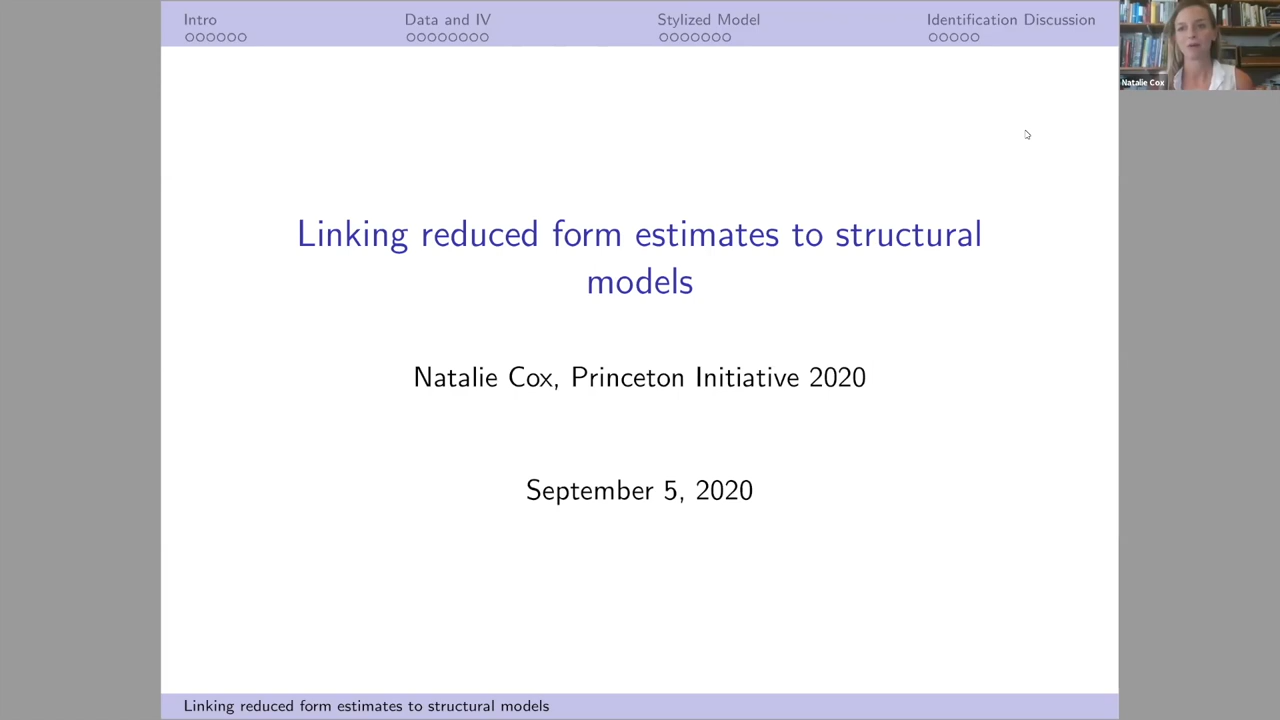 Intro
Data and IV
Stylized Model
Identification Discussion
Natalie Cox
Linking reduced form estimates to structural
models
Natalie Cox, Princeton Initiative 2020
September 5, 2020
Linking reduced form estimates to structural models